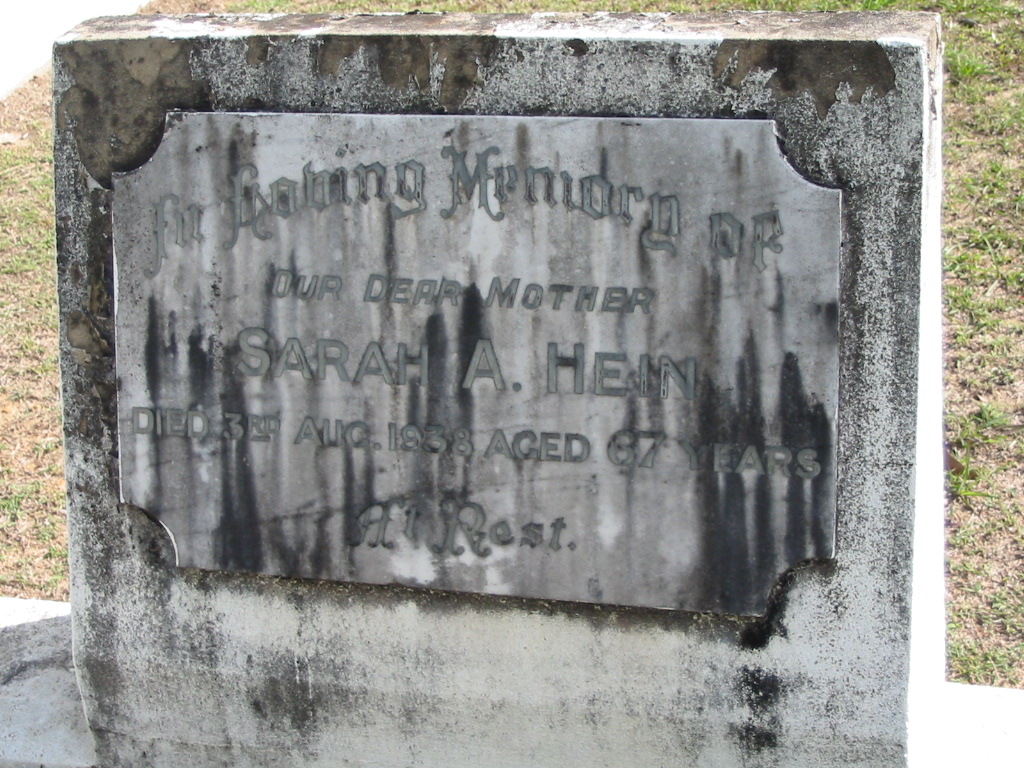 In Loving Memory of
OUR DEAR MOTHER
SARAH A. HEIN
DIED 3RD AUG. 1938 AGED 67 YEARS
At Rest.